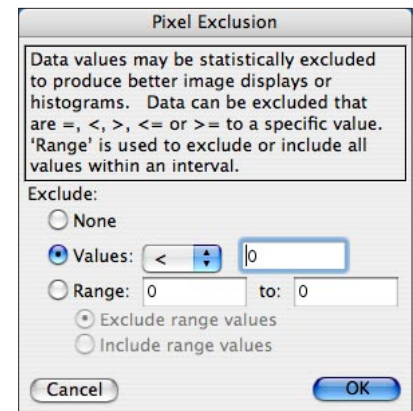 Pixel Exclusion
Data values may be statistically excluded
to produce better image displays or
histograms. Data can be excluded that
are =, <, >, <= or >= to a specific value.
'Range' is used to exclude or include all
values within an interval.
Exclude:
None
Values: < 0
Range: 0 to: 0
Exclude range values
Include range values
Cancel OK